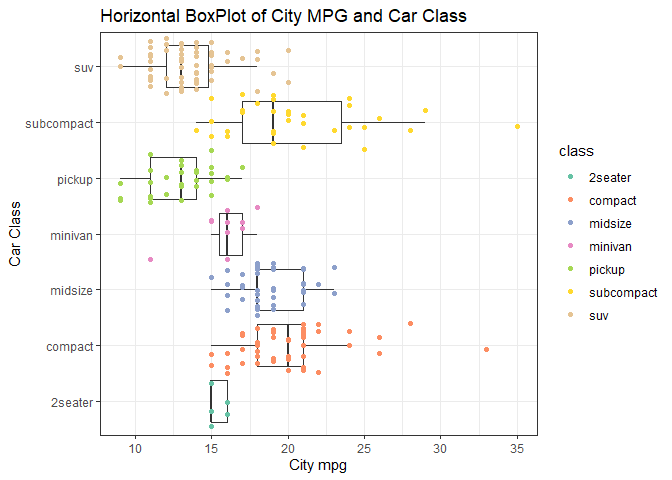 Horizontal BoxPlot of City MPG and Car Class
Car Class
suv
subcompact
pickup
minivan
midsize
compact
2seater
10 15 20 25 30 35
City mpg
class
2seater
compact
midsize
minivan
pickup
subcompact
suv